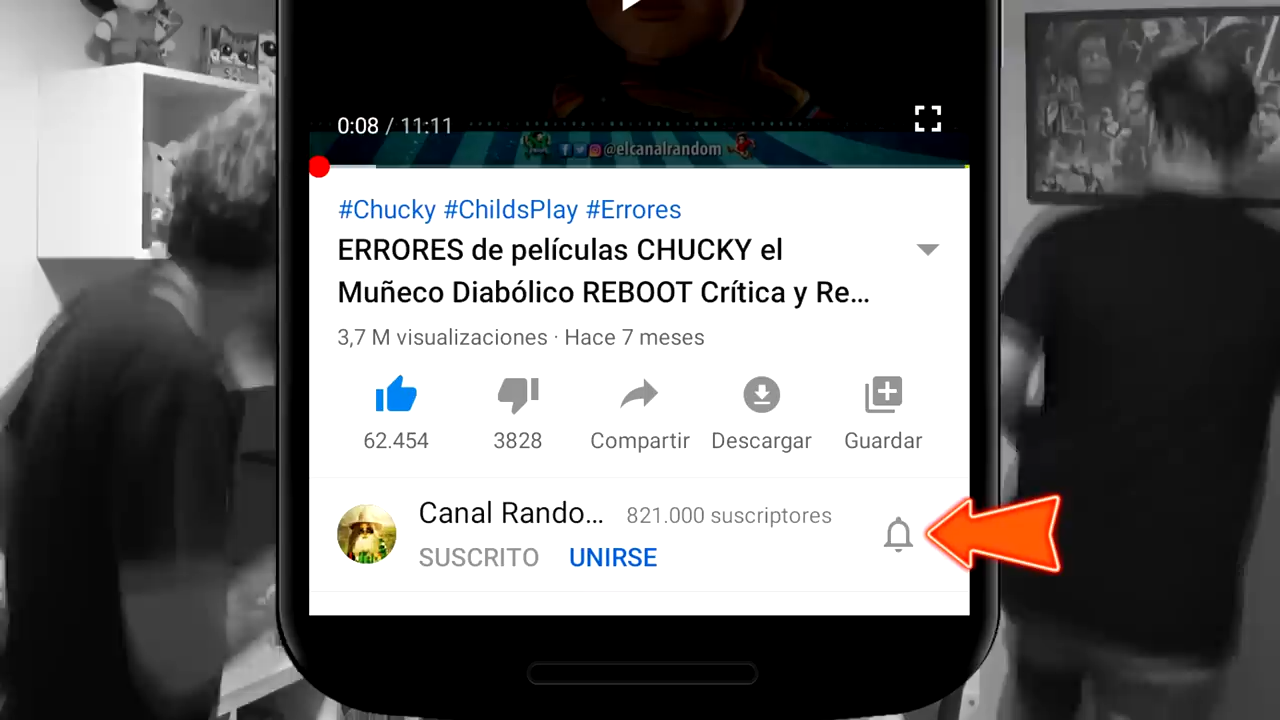 0:08 / 11:11
@elcanalrandom
#Chucky #ChildsPlay #Errores
ERRORES de películas CHUCKY el
Muñeco Diabólico REBOOT Crítica y Re...
3,7 M visualizaciones · Hace 7 meses
62.454
3828
Compartir
Descargar
Guardar
Canal Rando...
821.000 suscriptores
SUSCRITO
UNIRSE